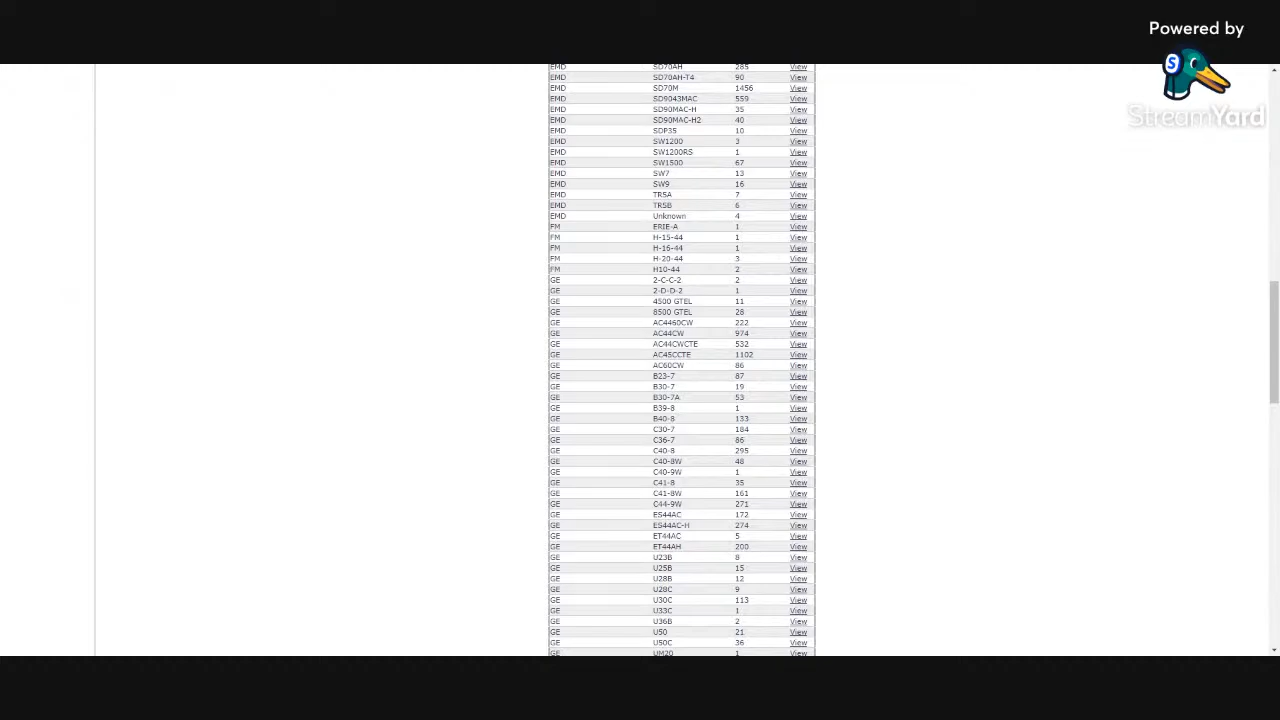 Powered by
StreamYard
EMD SD70AH 285 View
EMD SD70AH-T4 90 View
EMD SD70M 1456 View
EMD SD9043MAC 559 View
EMD SD90MAC-H 35 View
EMD SD90MAC-H2 40 View
EMD SDP35 10 View
EMD SW1200 3 View
EMD SW1200RS 1 View
EMD SW1500 67 View
EMD SW7 13 View
EMD SW9 16 View
EMD TR5A 7 View
EMD TR5B 6 View
EMD Unknown 4 View
FM ERIE-A 1 View
FM H-15-44 1 View
FM H-16-44 1 View
FM H-20-44 3 View
FM H10-44 2 View
GE 2-C-C-2 2 View
GE 2-D-D-2 1 View
GE 4500 GTEL 11 View
GE 8500 GTEL 28 View
GE AC4460CW 222 View
GE AC44CW 974 View
GE AC44CWCTE 532 View
GE AC45CCTE 1102 View
GE AC60CW 86 View
GE B23-7 87 View
GE B30-7 19 View
GE B30-7A 53 View
GE B39-8 1 View
GE B40-8 133 View
GE C30-7 184 View
GE C36-7 86 View
GE C40-8 295 View
GE C40-8W 48 View
GE C40-9W 1 View
GE C41-8 35 View
GE C41-8W 161 View
GE C44-9W 271 View
GE ES44AC 172 View
GE ES44AC-H 274 View
GE ET44AC 5 View
GE ET44AH 200 View
GE U23B 8 View
GE U25B 15 View
GE U28B 12 View
GE U28C 9 View
GE U30C 113 View
GE U33C 1 View
GE U36B 2 View
GE U50 21 View
GE U50C 36 View
GE UM20 1 View